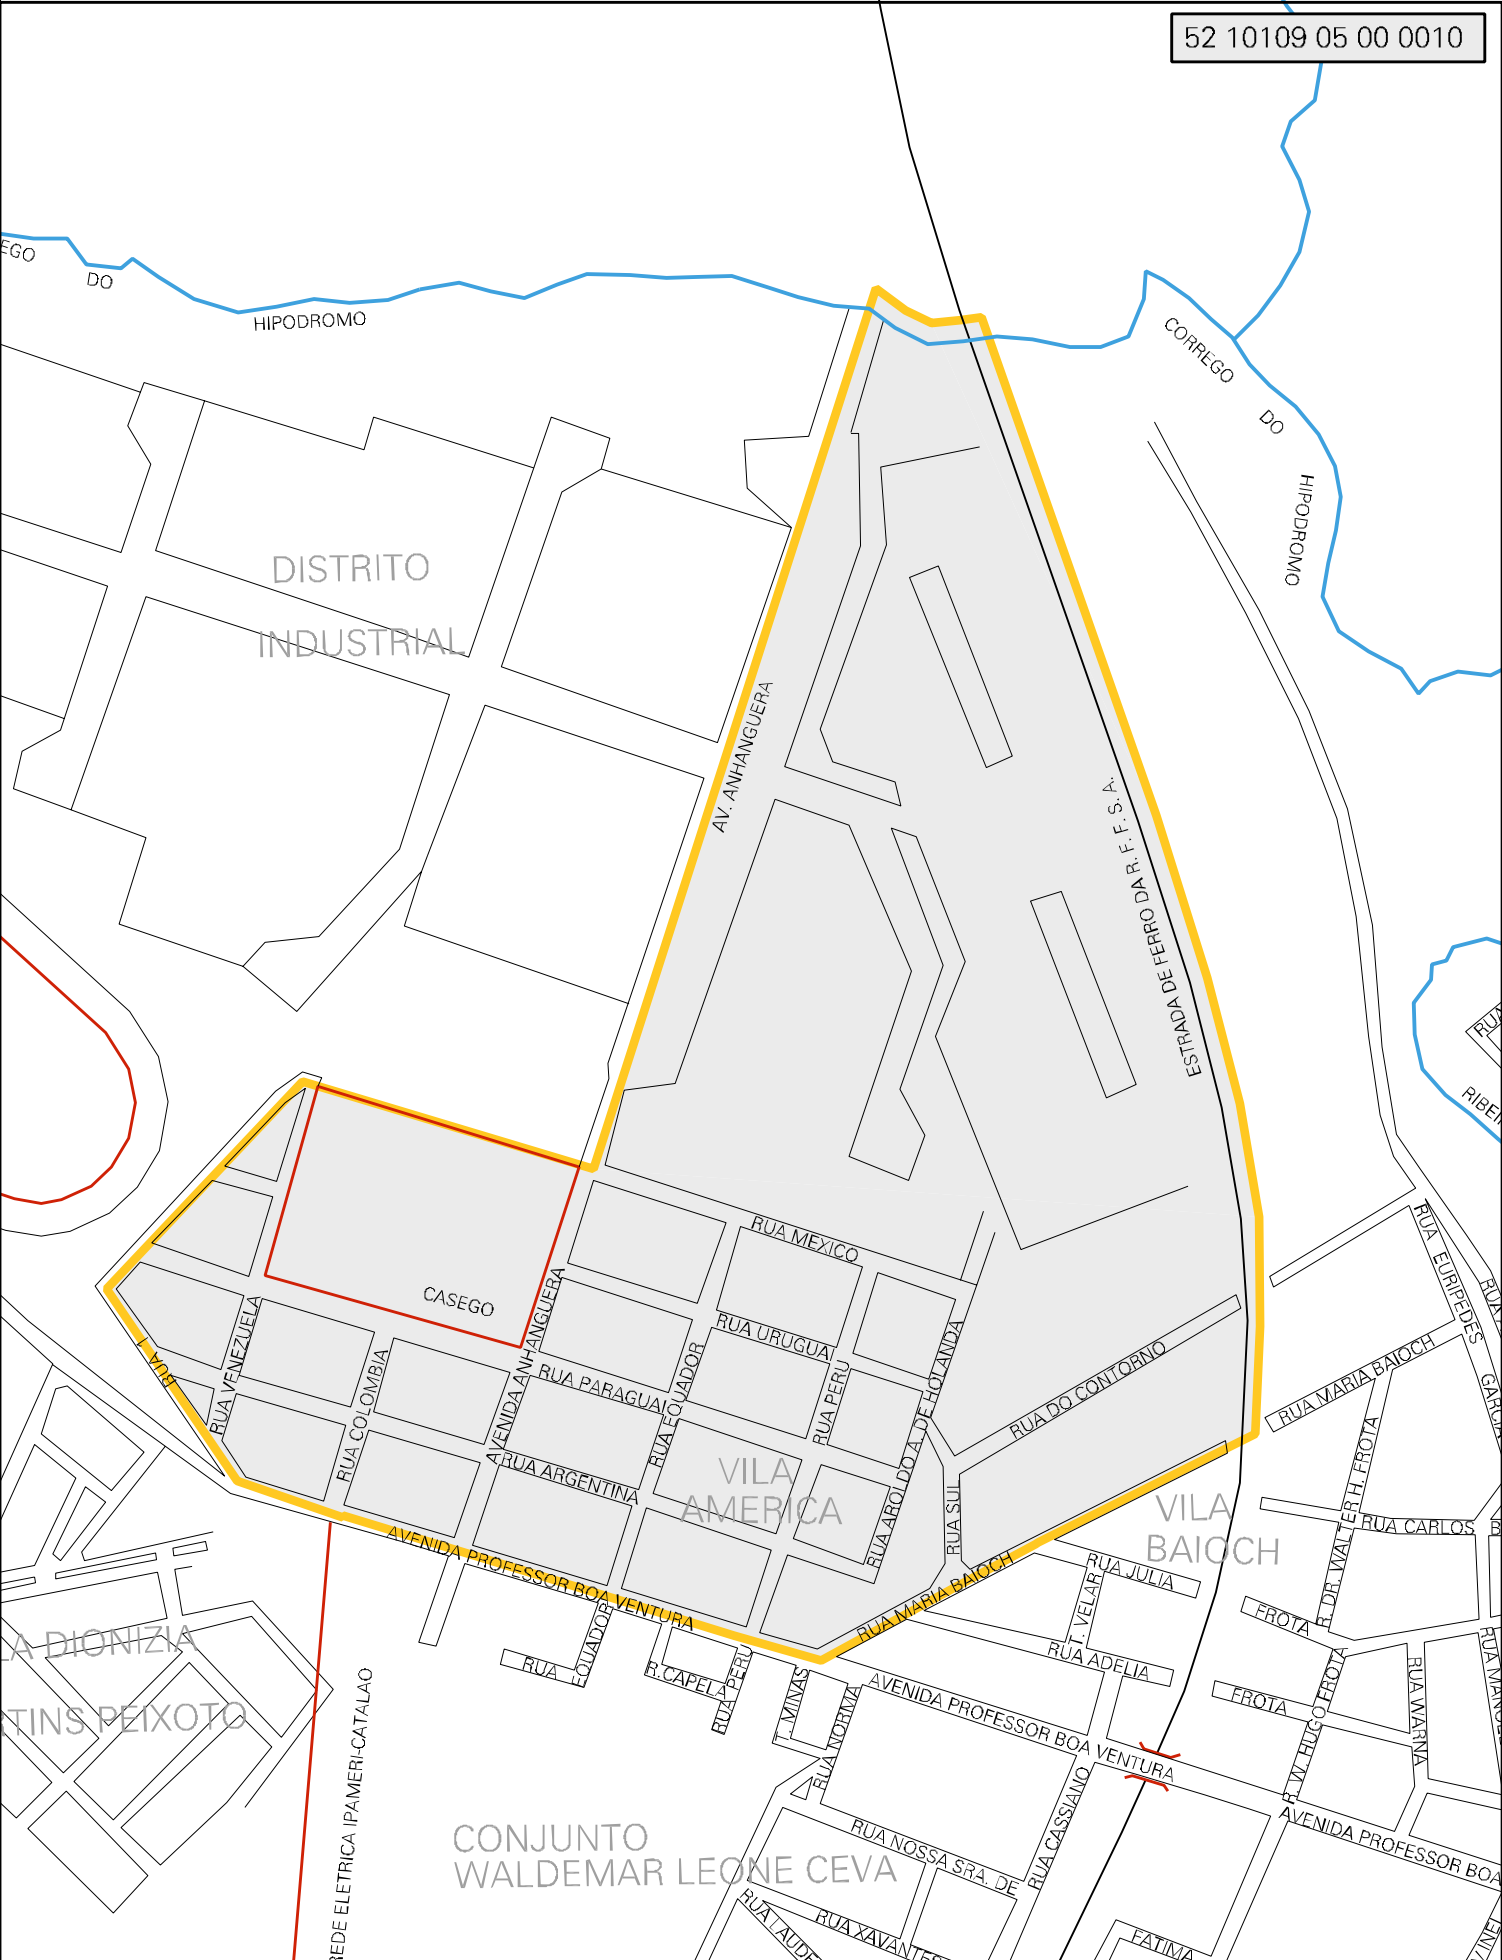 52 10109 05 00 0010
DO
HIPODROMO
CORREGO
DO
HIPODROMO
DISTRITO
INDUSTRIAL
AV. ANHANGUERA
ESTRADA DE FERRO DA R. F. F. S. A.
RUA
CASEGO
RUA MEXICO
RUA URUGUAI
RUA PARAGUAI
RUA ARGENTINA
AVENIDA ANHANGUERA
RUA VENEZUELA
RUA COLOMBIA
RUA EQUADOR
RUA PERU
RUA AROLDO A. DE HOLANDA
RUA 1
RUA DO CONTORNO
RUA SUL
RUA MARIA BAIOCH
RUA MARIA BAIOCH
RUA EURIPEDES GARCIA
VILA
AMERICA
VILA
BAIOCH
AVENIDA PROFESSOR BOA VENTURA
RUA CARLOS B
R. DR. WALTER H. FROTA
RUA JULIA
T. VELAR
RUA ADELIA
FROTA
FROTA
R. W. HUGO FROTA
RUA WARNA
RUA EQUADOR
R. CAPELA
RUA PERU
T. MINAS
RUA NORMA
AVENIDA PROFESSOR BOA VENTURA
AVENIDA PROFESSOR BOA
RUA CASSIANO
RUA NOSSA SRA. DE
FATIMA
RUA XAVANTES
CONJUNTO
WALDEMAR LEONE CEVA
A DIONIZIA
TINS PEIXOTO
REDE ELETRICA IPAMERI-CATALAO